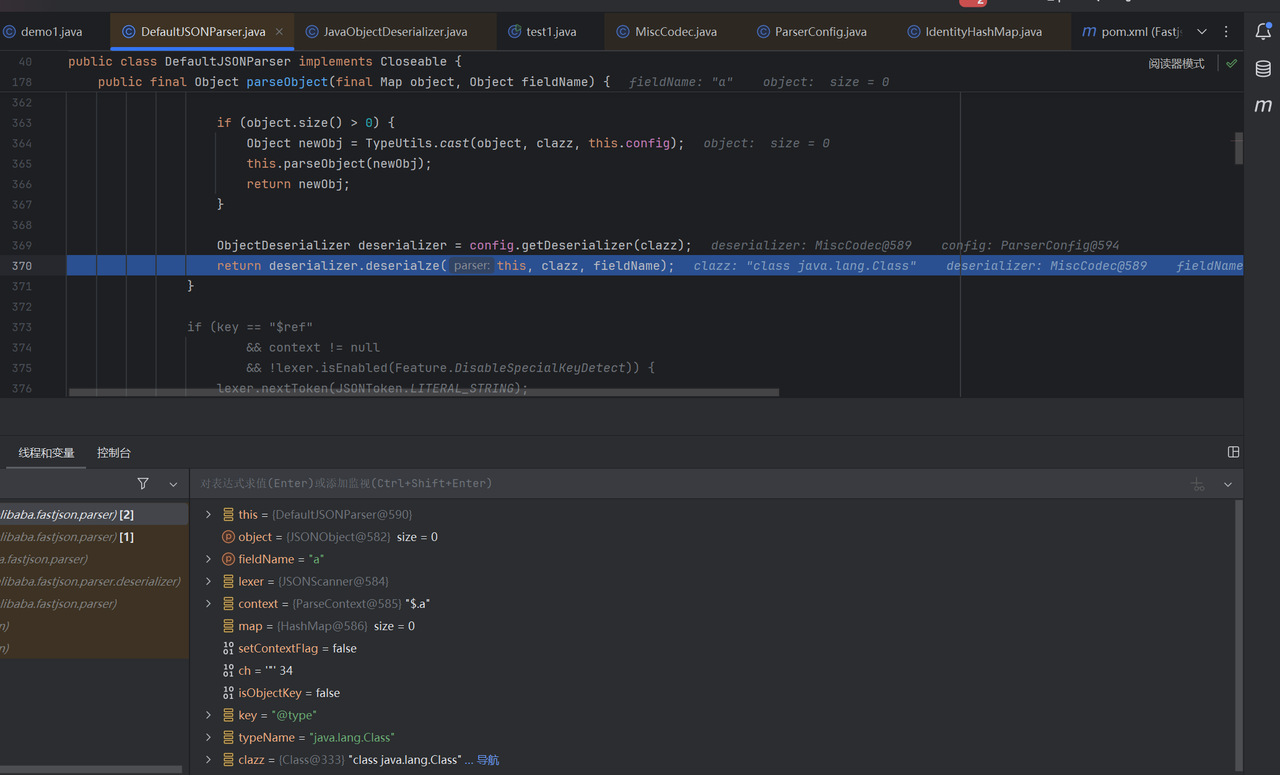 2
demo1.java
DefaultJSONParser.java
JavaObjectDeserializer.java
test1.java
MiscCodec.java
ParserConfig.java
IdentityHashMap.java
m pom.xml (Fastj
40 public class DefaultJSONParser implements Closeable {
阅读器模式
178 public final Object parseObject(final Map object, Object fieldName) { fieldName: "a" object: size = 0
362
363 if (object.size() > 0) {
364 Object newObj = TypeUtils.cast(object, clazz, this.config); object: size = 0
365 this.parseObject(newObj);
366 return newObj;
367 }
368
369 ObjectDeserializer deserializer = config.getDeserializer(clazz); deserializer: MiscCodec@589 config: ParserConfig@594
370 return deserializer.deserialze( parser: this, clazz, fieldName); clazz: "class java.lang.Class" deserializer: MiscCodec@589 fieldName
371 }
372
373 if (key == "$ref"
374 && context != null
375 && !lexer.isEnabled(Feature.DisableSpecialKeyDetect)) {
376 lexer.nextToken(JSONToken.LITERAL_STRING);
m
线程和变量 控制台
对表达式求值(Enter)或添加监视(Ctrl+Shift+Enter)
libaba.fastjson.parser) [2]
libaba.fastjson.parser) [1]
a.fastjson.parser)
libaba.fastjson.parser.deserializer)
libaba.fastjson.parser)
n)
n)
this = {DefaultJSONParser@590}
object = {JSONObject@582} size = 0
fieldName = "a"
lexer = {JSONScanner@584}
context = {ParseContext@585} "$.a"
map = {HashMap@586} size = 0
setContextFlag = false
ch = '"' 34
isObjectKey = false
key = "@type"
typeName = "java.lang.Class"
clazz = {Class@333} "class java.lang.Class" ... 导航